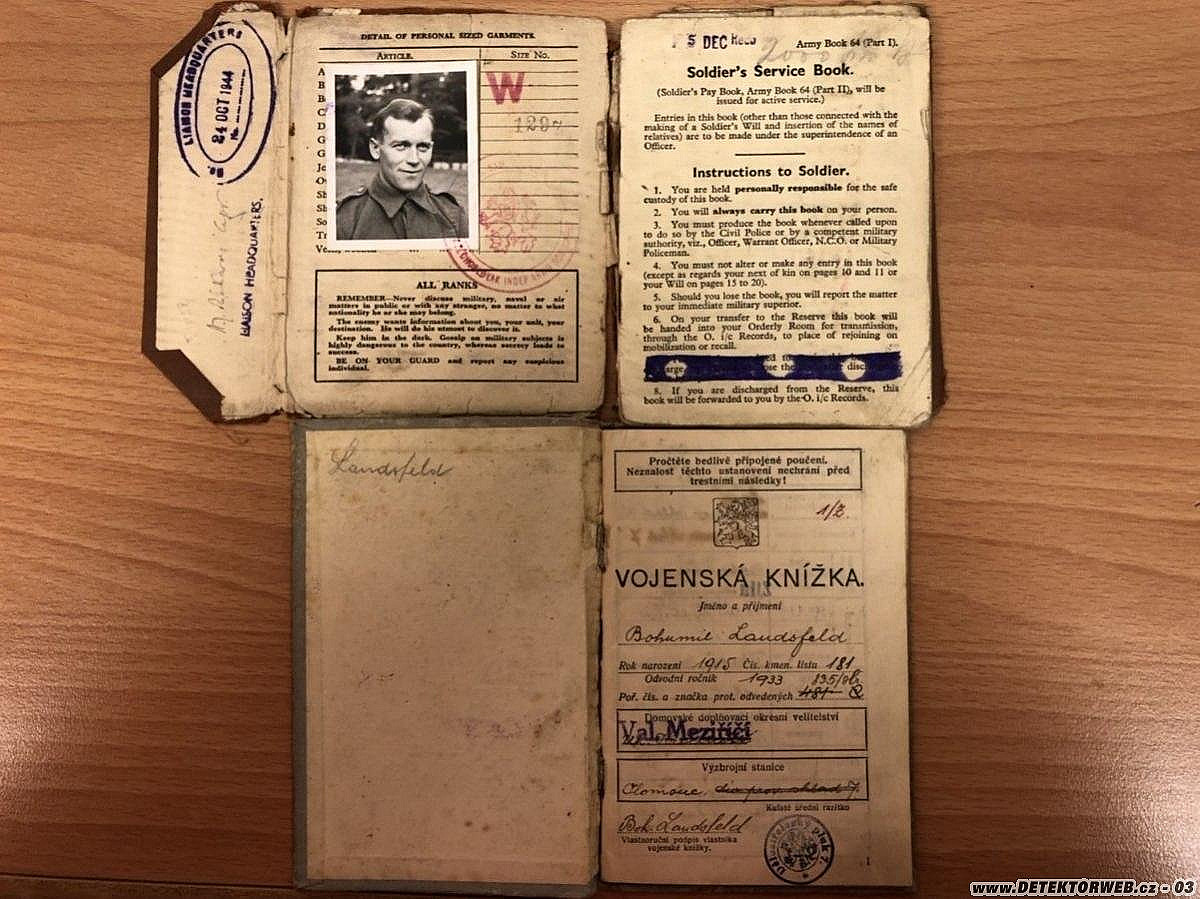 LIAISON HEADQUARTERS
24 OCT 1944
No.
LIAISON HEADQUARTERS,
DETAIL OF PERSONAL SIZED GARMENTS.
ARTICLE. SIZE No.
W
ALL RANKS
REMEMBER—Never discuss military, naval or air
matters in public or with any stranger, no matter to what
nationality he or she may belong.
The enemy wants information about you, your unit, your
destination. He will do his utmost to discover it.
Keep him in the dark. Gossip on military subjects is
highly dangerous to the country, whereas secrecy leads to
success.
BE ON YOUR GUARD and report any suspicious
individual.
5 DEC Army Book 64 (Part I).
Soldier's Service Book.
(Soldier's Pay Book, Army Book 64 (Part II), will be
issued for active service.)
Entries in this book (other than those connected with the
making of a Soldier's Will and insertion of the names of
relatives) are to be made under the superintendence of an
Officer.
Instructions to Soldier.
1. You are held personally responsible for the safe
custody of this book.
2. You will always carry this book on your person.
3. You must produce the book whenever called upon
to do so by the Civil Police or by a competent military
authority, viz., Officer, Warrant Officer, N.C.O. or Military
Policeman.
4. You must not alter or make any entry in this book
(except as regards your next of kin on pages 10 and 11 or
your Will on pages 15 to 20).
5. Should you lose the book, you will report the matter
to your immediate military superior.
6. On your transfer to the Reserve this book will
be handed into your Orderly Room for transmission,
through the O. i/c Records, to place of rejoining on
mobilization or recall.
8. If you are discharged from the Reserve, this
book will be forwarded to you by the O. i/c Records.
Landsfeld
Pročtěte bedlivě připojené poučení.
Neznalost těchto ustanovení nechrání před
trestními následky!
1/Z.
VOJENSKÁ KNÍŽKA.
Jméno a příjmení
Bohumil Landsfeld
Rok narození 1915 Čís. kmen. listu 181
Odvodní ročník 1933
Poř. čís. a značka prot. odvedených 481
Domovské doplňovací okresní velitelství
Val. Meziříčí
Výzbrojní stanice
Olomouc,
Kulaté úřední razítko
Boh. Landsfeld
Vlastnoruční podpis vlastníka
vojenské knížky.
1
www.DETEKTORWEB.cz - 03